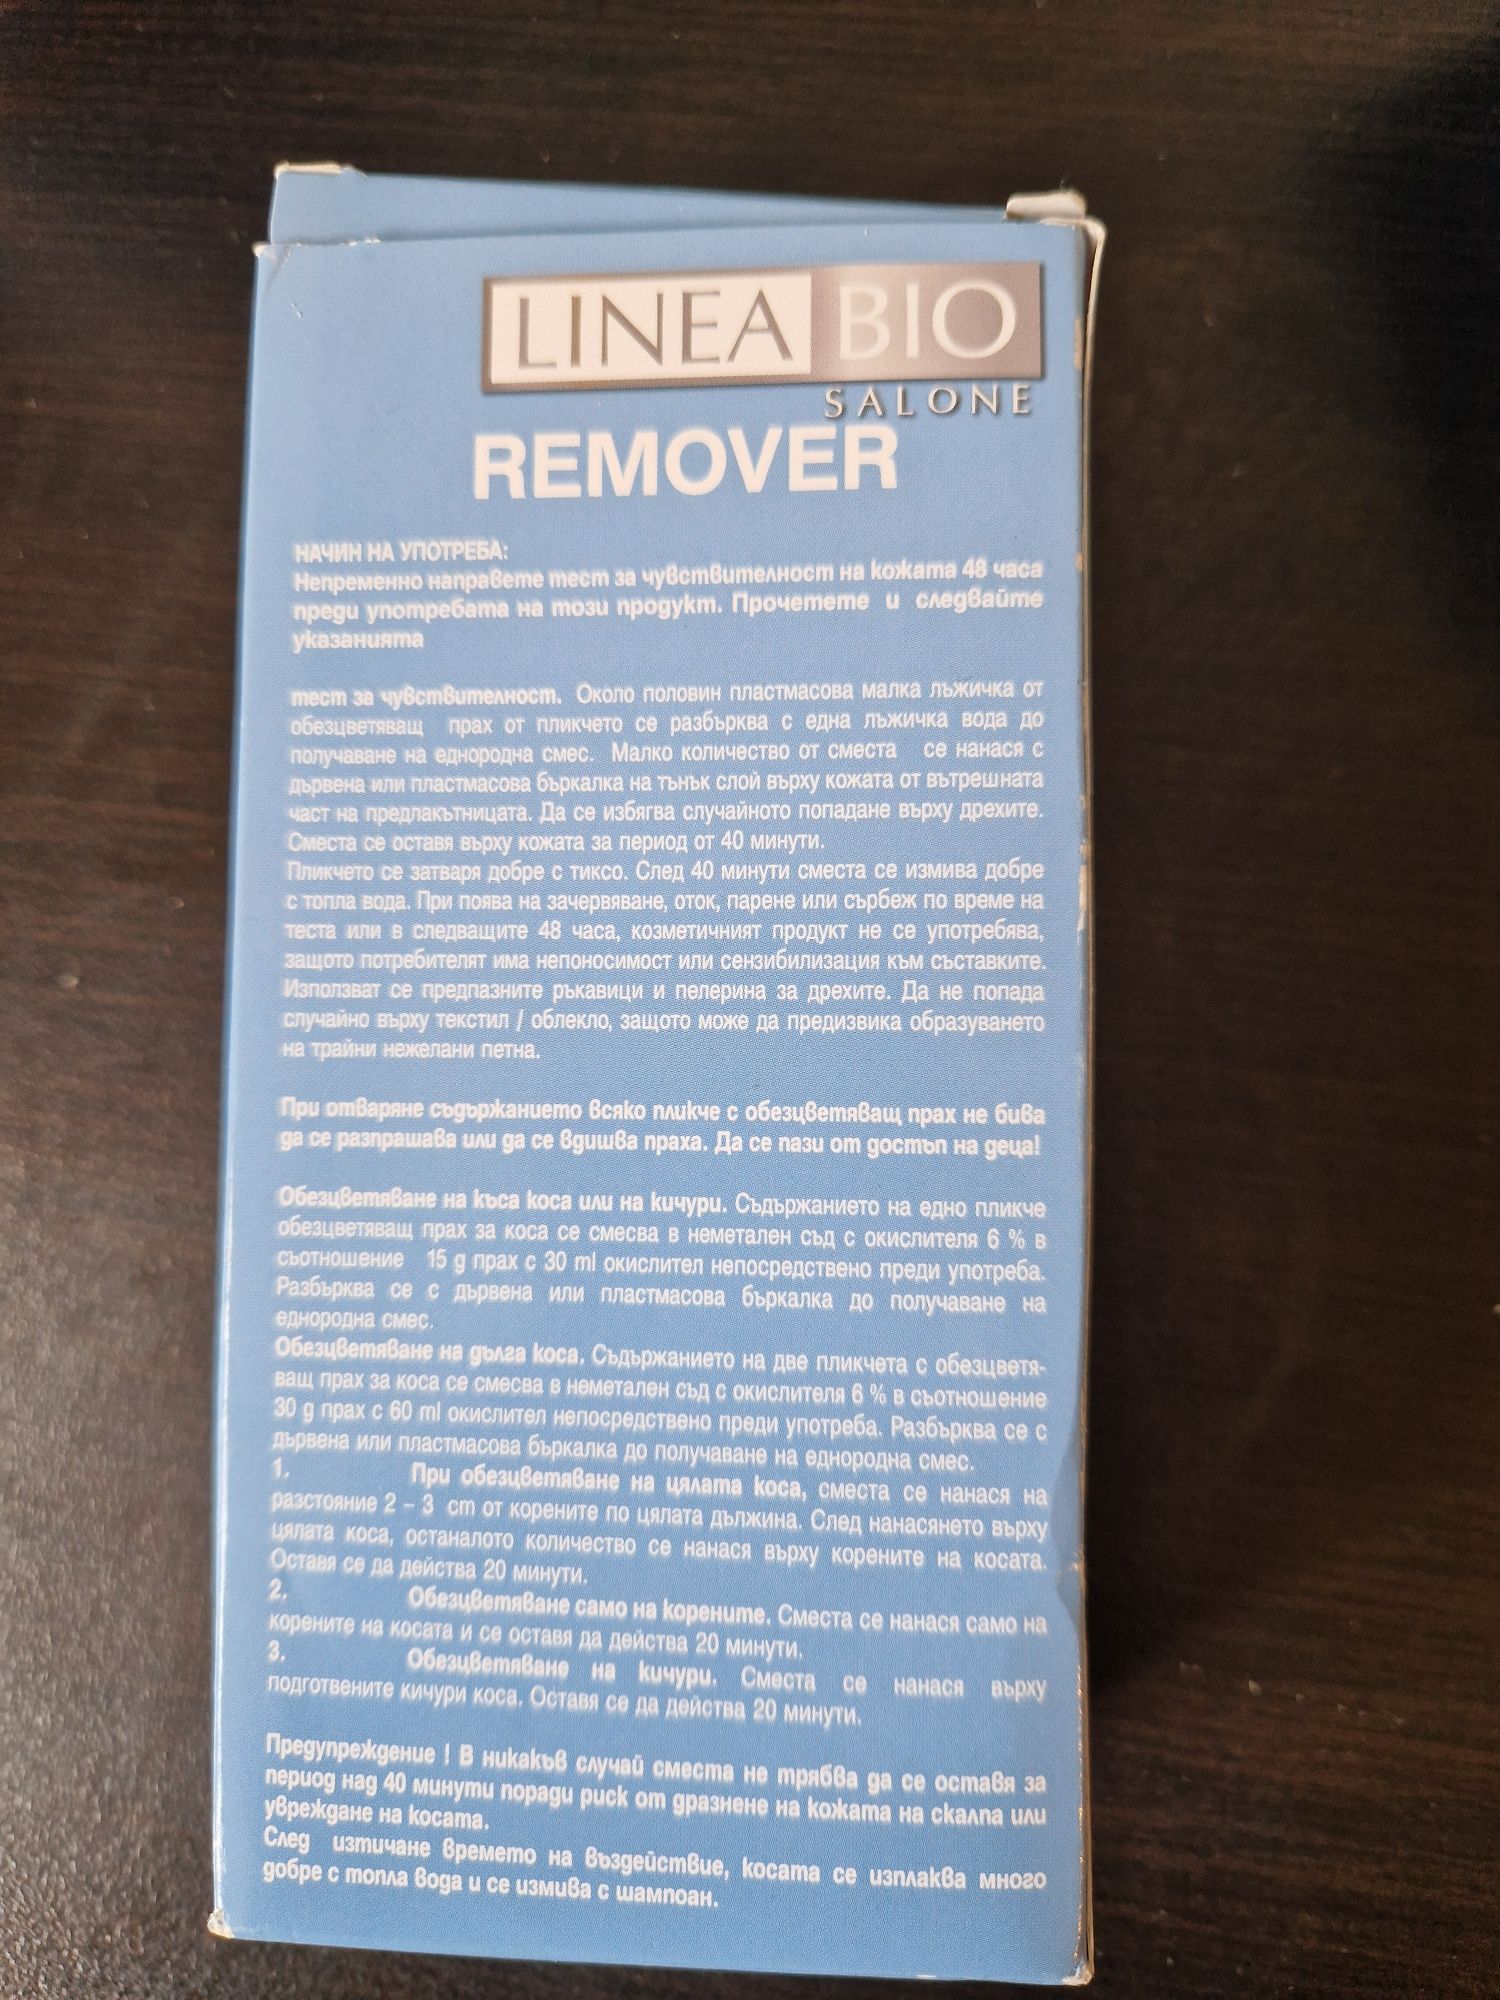 LINEA BIO
SALONE
REMOVER
НАЧИН НА УПОТРЕБА:
Непременно направете тест за чувствителност на кожата 48 часа
преди употребата на този продукт. Прочетете и следвайте
указанията
тест за чувствителност. Около половин пластмасова малка лъжичка от
обезцветяващ прах от пликчето се разбърква с една лъжичка вода до
получаване на еднородна смес. Малко количество от сместа се нанася с
дървена или пластмасова бъркалка на тънък слой върху кожата от вътрешната
част на предлакътницата. Да се избягва случайното попадане върху дрехите.
Сместа се оставя върху кожата за период от 40 минути.
Пликчето се затваря добре с тиксо. След 40 минути сместа се измива добре
с топла вода. При поява на зачервяване, оток, парене или сърбеж по време на
теста или в следващите 48 часа, козметичният продукт не се употребява,
защото потребителят има непоносимост или сензибилизация към съставките.
Използват се предпазните ръкавици и пелерина за дрехите. Да не попада
случайно върху текстил / облекло, защото може да предизвика образуването
на трайни нежелани петна.
При отваряне съдържанието всяко пликче с обезцветяващ прах не бива
да се разпрашава или да се вдишва праха. Да се пази от достъп на деца!
Обезцветяване на къса коса или на кичури. Съдържанието на едно пликче
обезцветяващ прах за коса се смесва в неметален съд с окислителя 6 % в
съотношение 15 g прах с 30 ml окислител непосредствено преди употреба.
Разбърква се с дървена или пластмасова бъркалка до получаване на
еднородна смес.
Обезцветяване на дълга коса. Съдържанието на две пликчета с обезцветя-
ващ прах за коса се смесва в неметален съд с окислителя 6 % в съотношение
30 g прах с 60 ml окислител непосредствено преди употреба. Разбърква се с
дървена или пластмасова бъркалка до получаване на еднородна смес.
1. При обезцветяване на цялата коса, сместа се нанася на
разстояние 2 – 3 cm от корените по цялата дължина. След нанасянето върху
цялата коса, останалото количество се нанася върху корените на косата.
Оставя се да действа 20 минути.
2. Обезцветяване само на корените. Сместа се нанася само на
корените на косата и се оставя да действа 20 минути.
3. Обезцветяване на кичури. Сместа се нанася върху
подготвените кичури коса. Оставя се да действа 20 минути.
Предупреждение ! В никакъв случай сместа не трябва да се оставя за
период над 40 минути поради риск от дразнене на кожата на скалпа или
увреждане на косата.
След изтичане времето на въздействие, косата се изплаква много
добре с топла вода и се измива с шампоан.